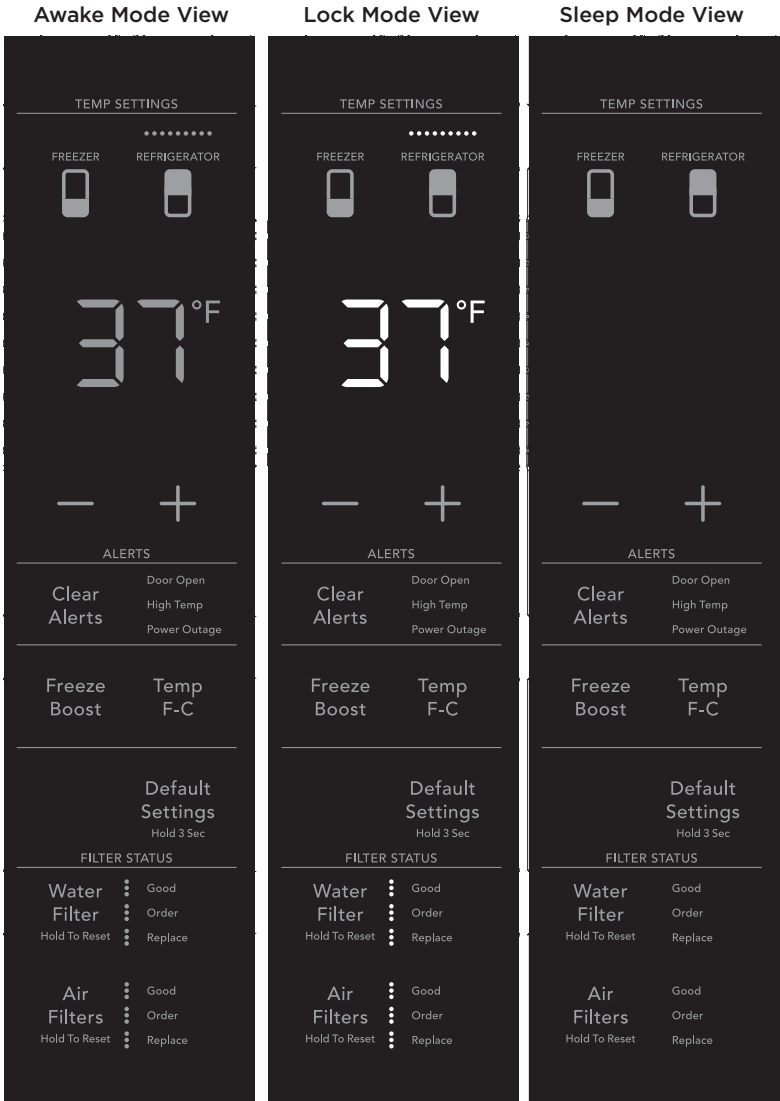 Awake Mode View
TEMP SETTINGS
FREEZER REFRIGERATOR
37°F
— +
ALERTS
Clear
Alerts
Door Open
High Temp
Power Outage
Freeze
Boost
Temp
F-C
Default
Settings
Hold 3 Sec
FILTER STATUS
Water
Filter
Hold To Reset
Good
Order
Replace
Air
Filters
Hold To Reset
Good
Order
Replace
Lock Mode View
TEMP SETTINGS
FREEZER REFRIGERATOR
37°F
— +
ALERTS
Clear
Alerts
Door Open
High Temp
Power Outage
Freeze
Boost
Temp
F-C
Default
Settings
Hold 3 Sec
FILTER STATUS
Water
Filter
Hold To Reset
Good
Order
Replace
Air
Filters
Hold To Reset
Good
Order
Replace
Sleep Mode View
TEMP SETTINGS
FREEZER REFRIGERATOR
— +
ALERTS
Clear
Alerts
Door Open
High Temp
Power Outage
Freeze
Boost
Temp
F-C
Default
Settings
Hold 3 Sec
FILTER STATUS
Water
Filter
Hold To Reset
Good
Order
Replace
Air
Filters
Hold To Reset
Good
Order
Replace